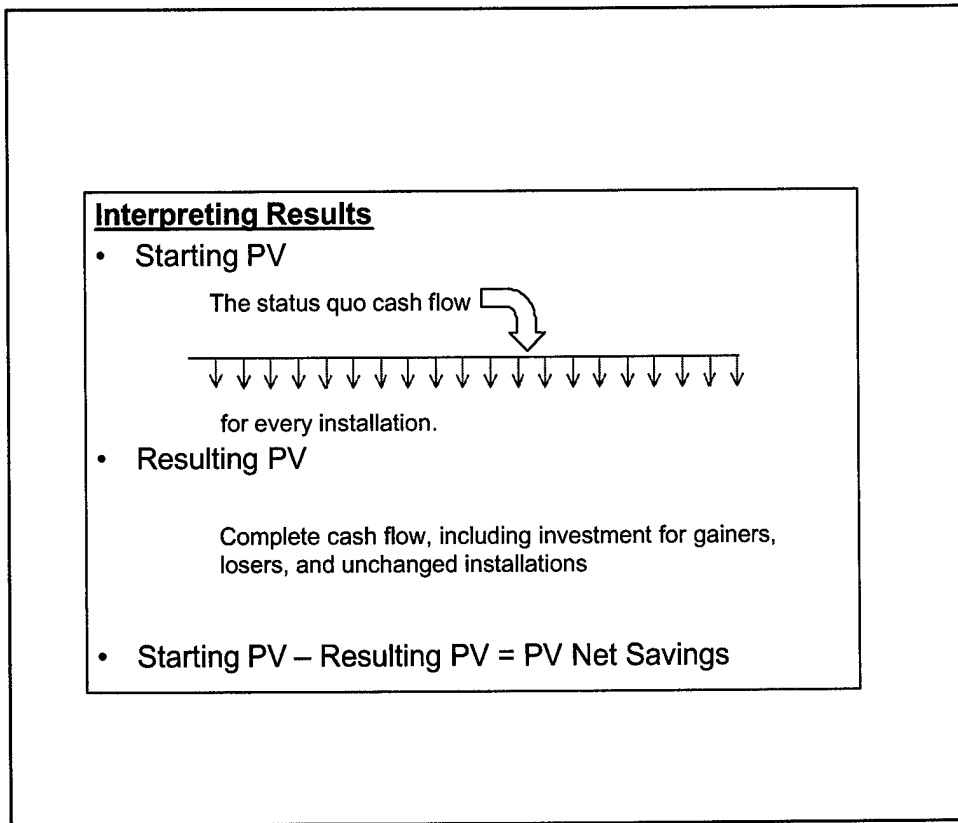 Interpreting Results
• Starting PV
The status quo cash flow
for every installation.
• Resulting PV
Complete cash flow, including investment for gainers,
losers, and unchanged installations
• Starting PV – Resulting PV = PV Net Savings